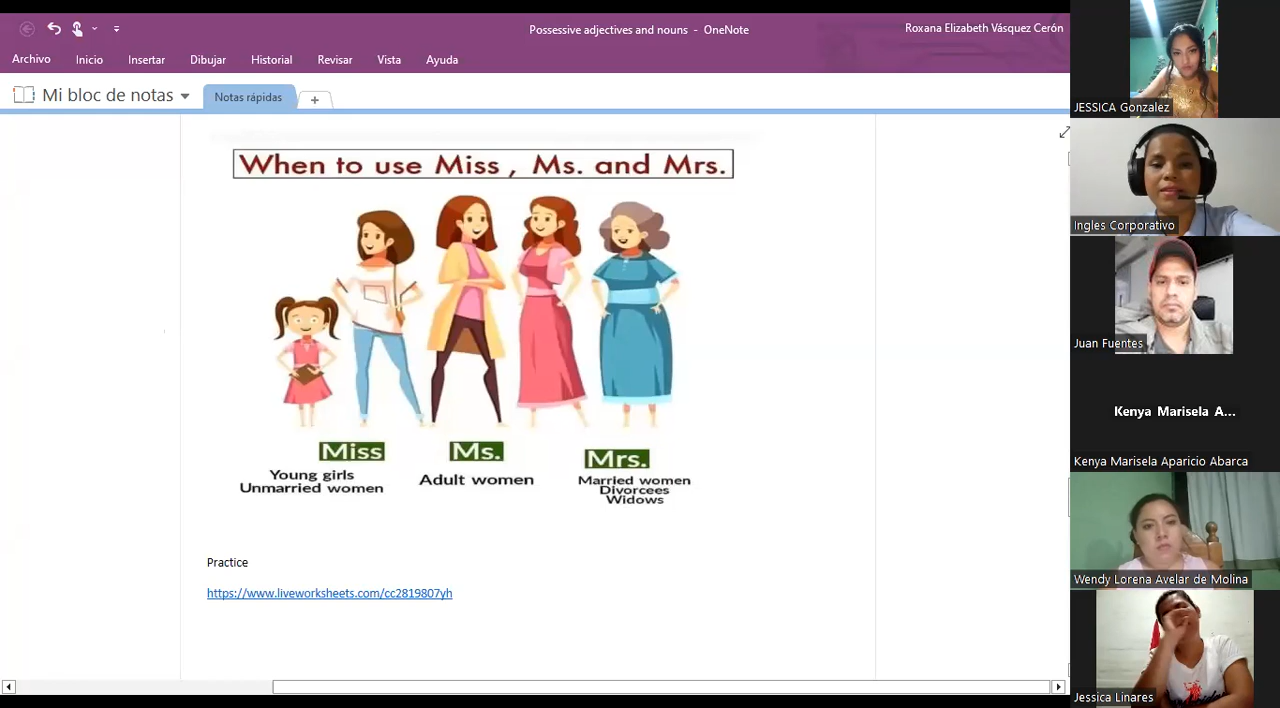 Possessive adjectives and nouns - OneNote
Roxana Elizabeth Vásquez Cerón
Archivo Inicio Insertar Dibujar Historial Revisar Vista Ayuda
Mi bloc de notas
Notas rápidas
When to use Miss , Ms. and Mrs.
Miss
Young girls
Unmarried women
Ms.
Adult women
Mrs.
Married women
Divorcees
Widows
Practice
https://www.liveworksheets.com/cc2819807yh
JESSICA Gonzalez
Ingles Corporativo
Juan Fuentes
Kenya Marisela A...
Kenya Marisela Aparicio Abarca
Wendy Lorena Avelar de Molina
Jessica Linares